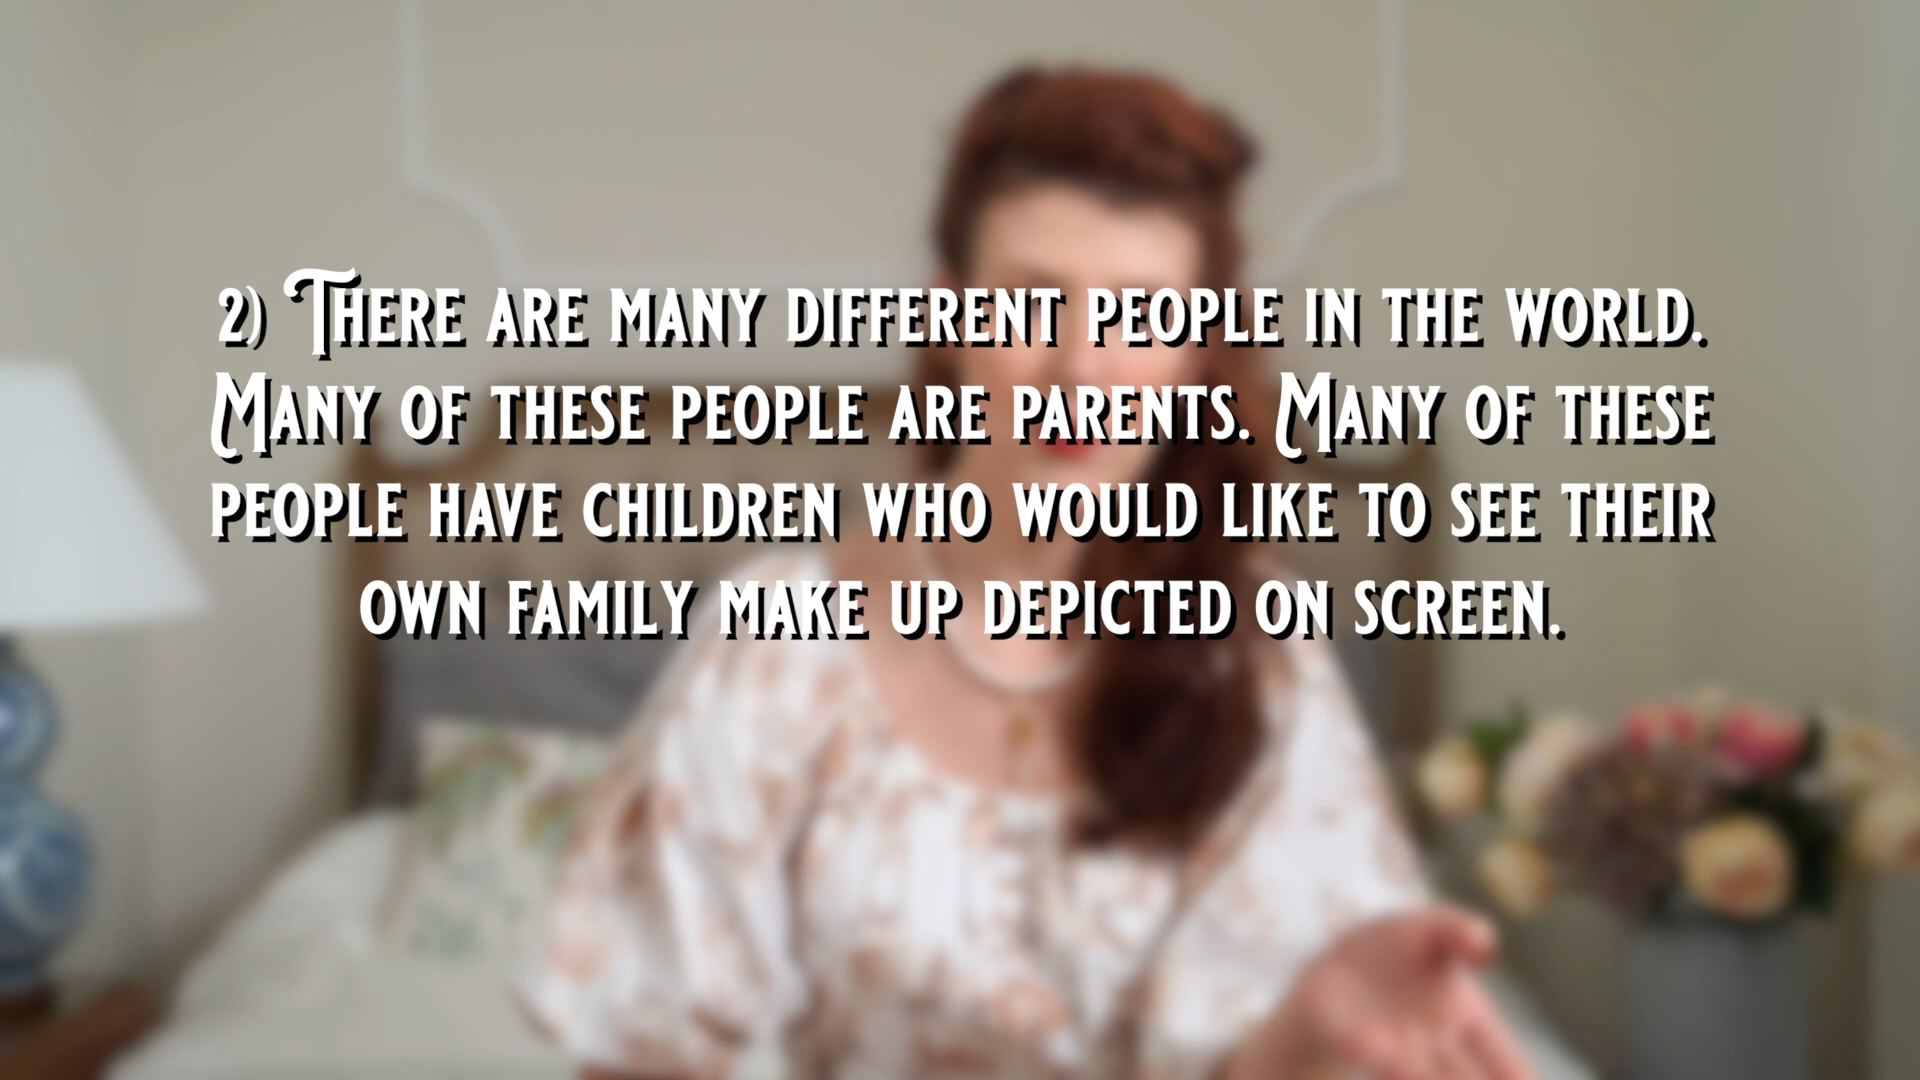 2) There are many different people in the world.
Many of these people are parents. Many of these
people have children who would like to see their
own family make up depicted on screen.